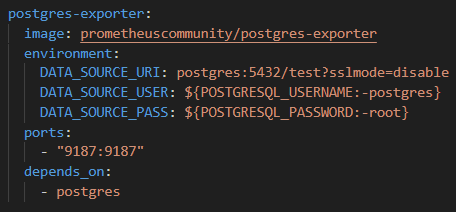 postgres-exporter:
  image: prometheuscommunity/postgres-exporter
  environment:
    DATA_SOURCE_URI: postgres:5432/test?sslmode=disable
    DATA_SOURCE_USER: ${POSTGRESQL_USERNAME:-postgres}
    DATA_SOURCE_PASS: ${POSTGRESQL_PASSWORD:-root}
  ports:
    - "9187:9187"
  depends_on:
    - postgres